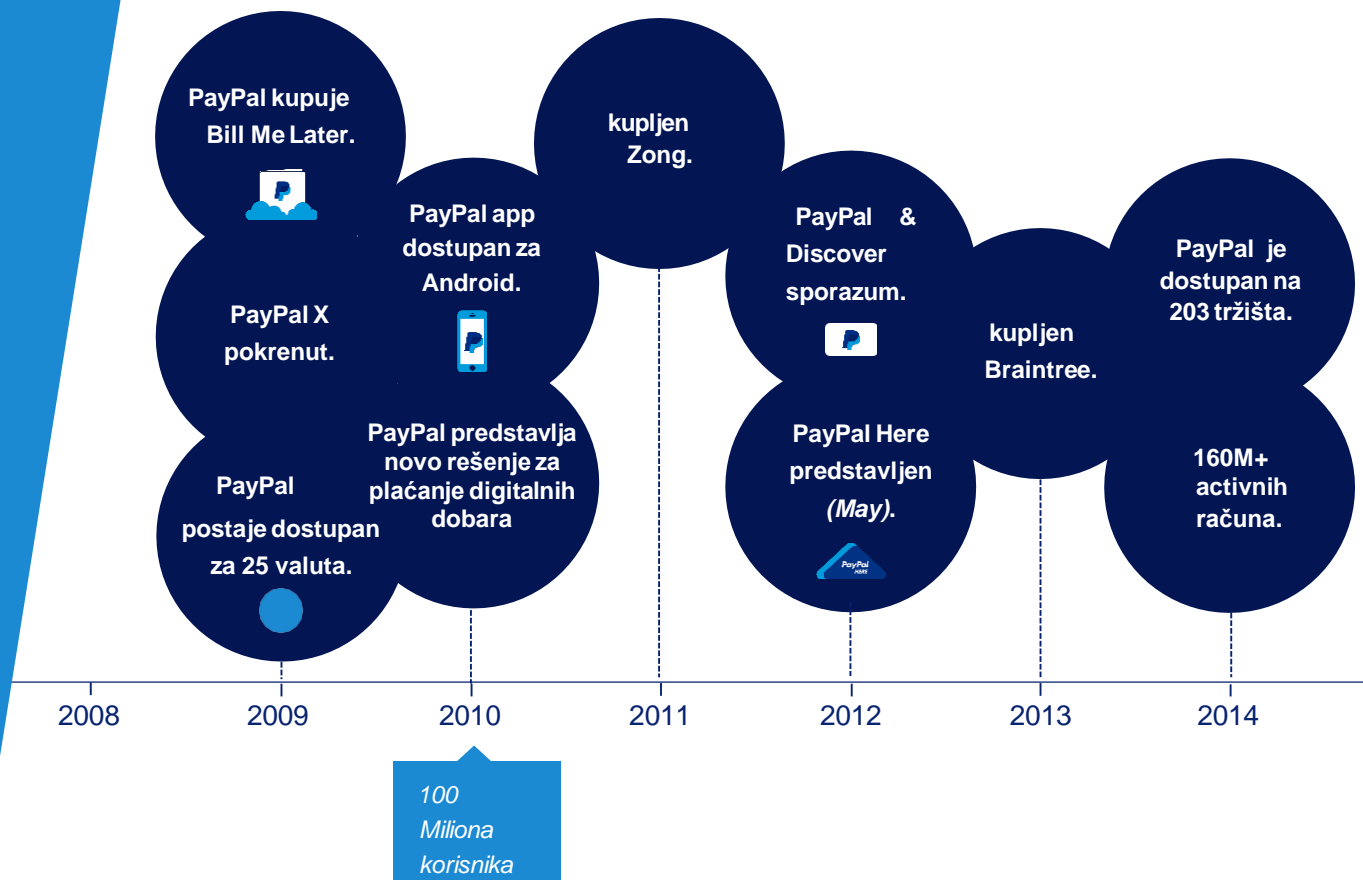 PayPal kupuje
Bill Me Later.
PayPal X
pokrenut.
PayPal
postaje dostupan
za 25 valuta.
PayPal app
dostupan za
Android.
PayPal predstavlja
novo rešenje za
plaćanje digitalnih
dobara
kupljen
Zong.
PayPal &
Discover
sporazum.
PayPal Here
predstavljen
(May).
PayPal
HERE
kupljen
Braintree.
PayPal je
dostupan na
203 tržišta.
160M+
activnih
računa.
2008
2009
2010
2011
2012
2013
2014
100
Miliona
korisnika